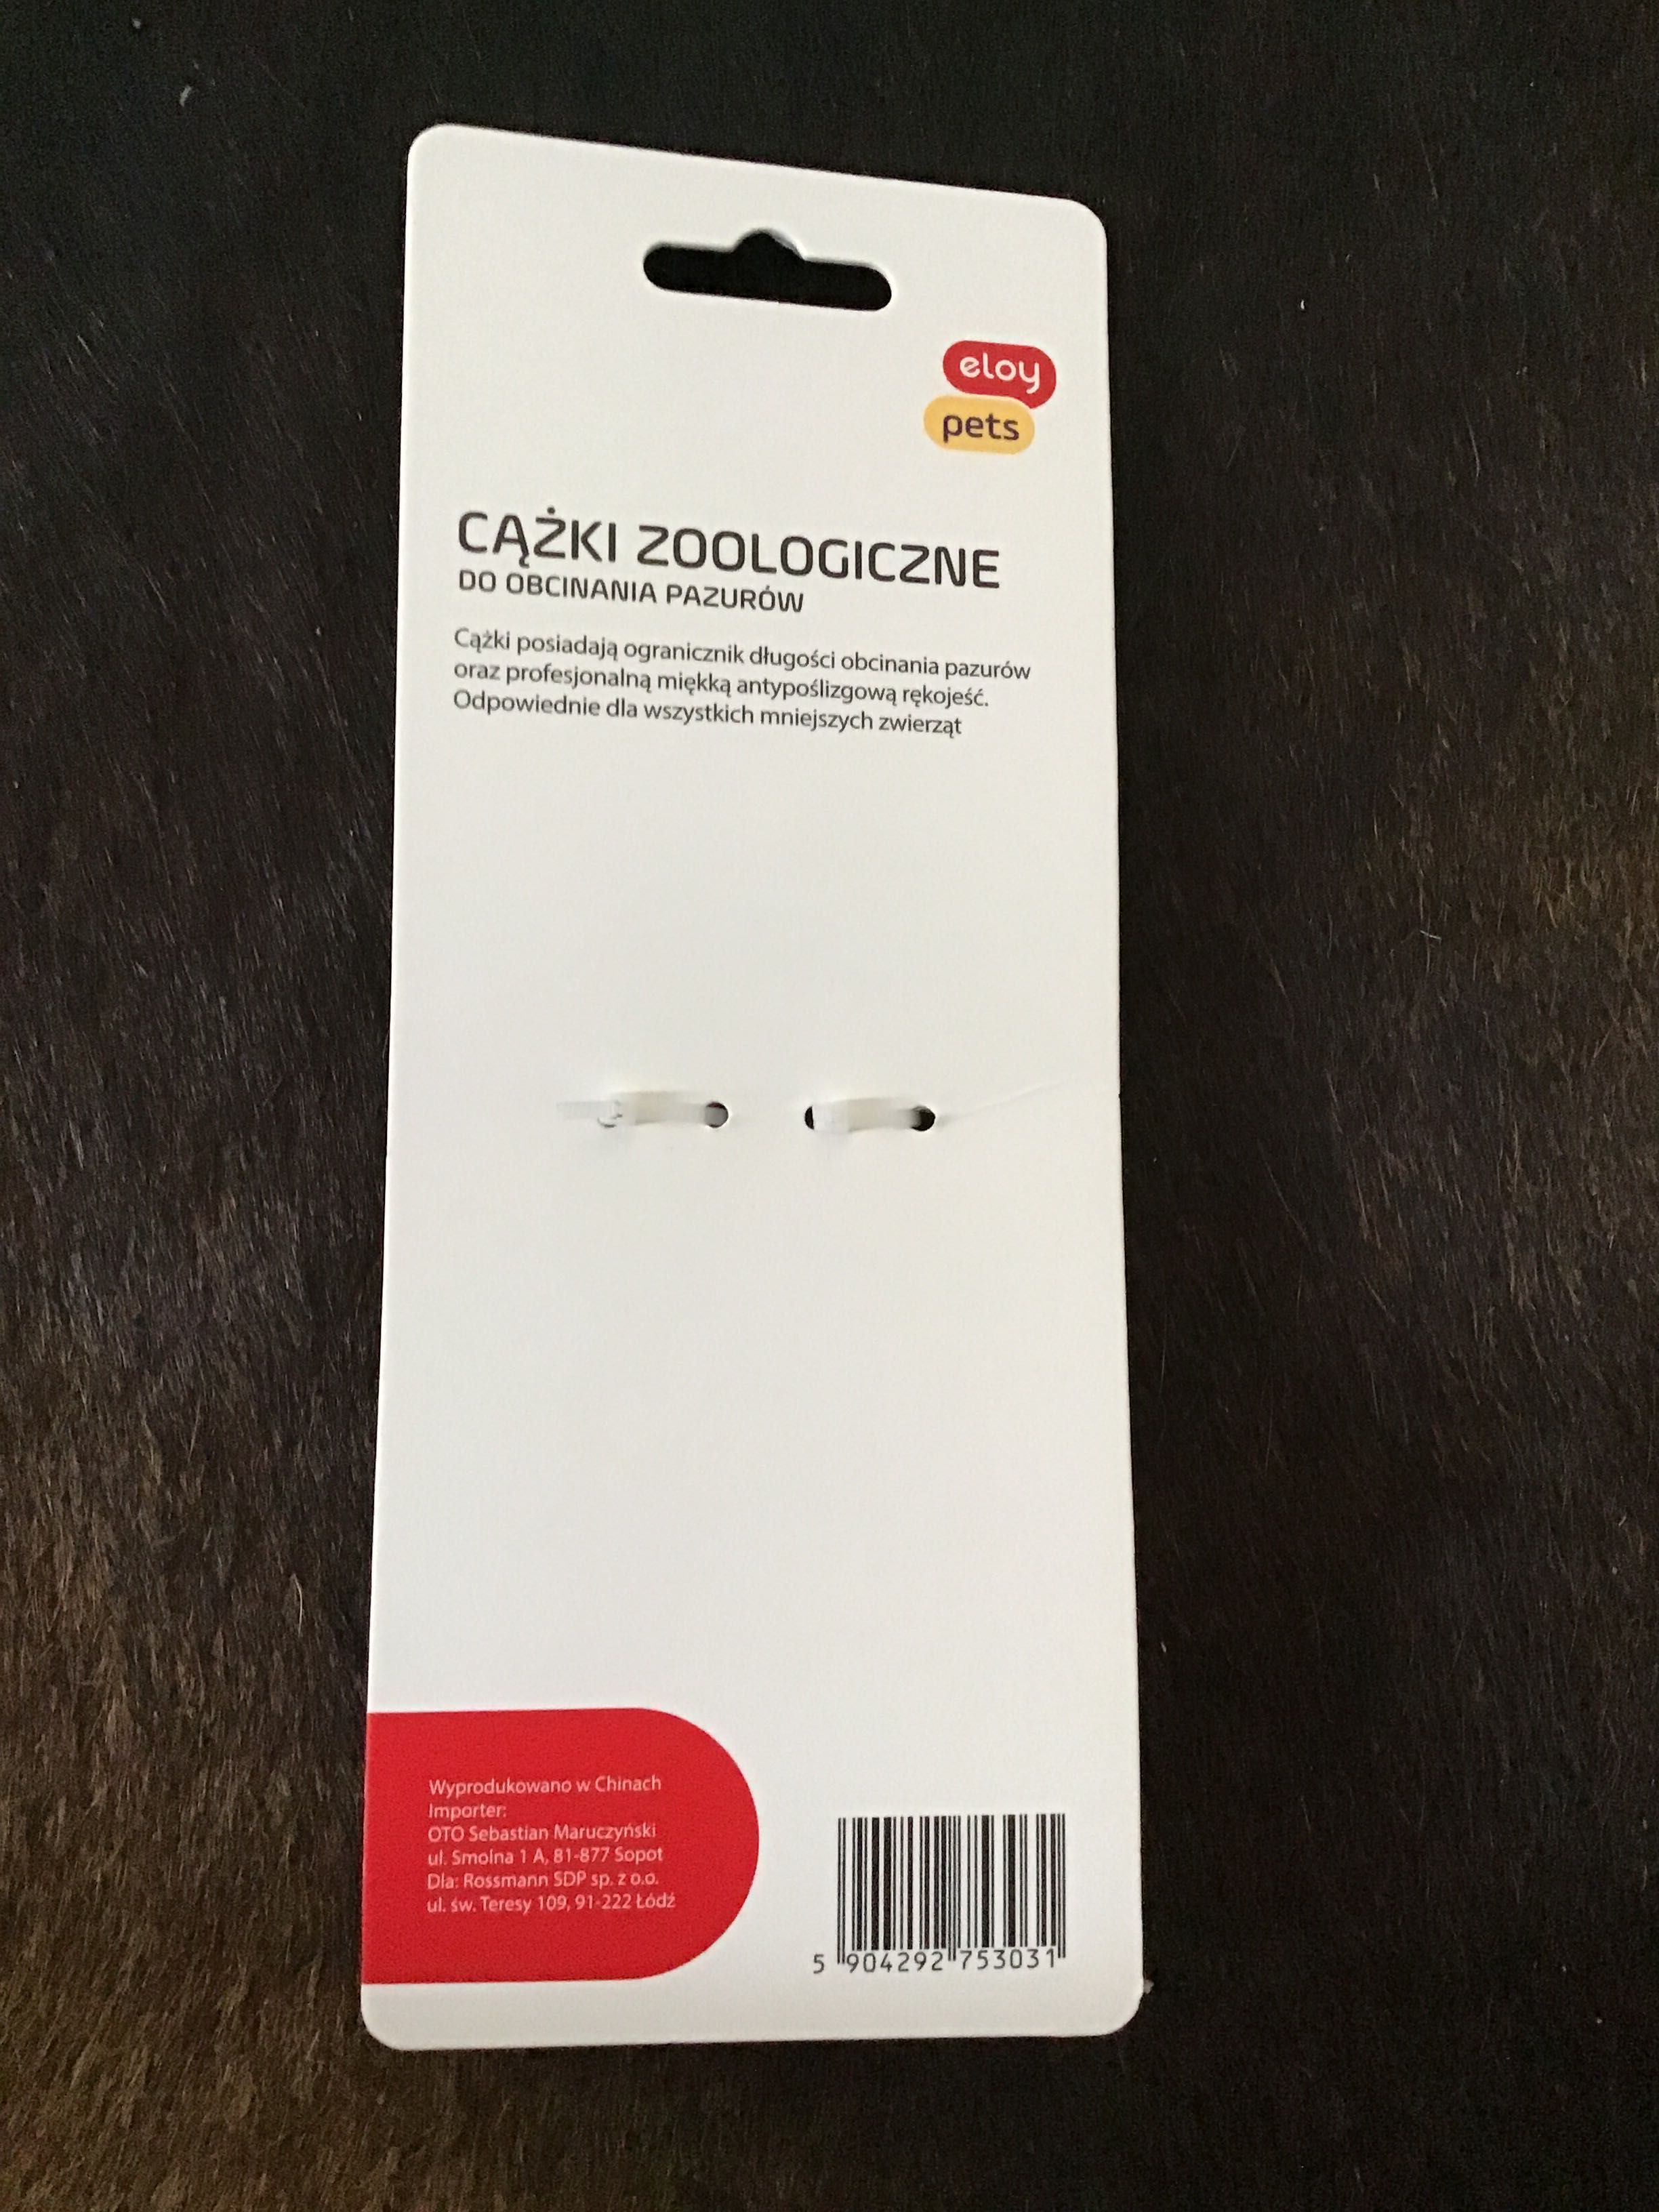 eloy
pets
CĄŻKI ZOOLOGICZNE
DO OBCINANIA PAZURÓW
Cążki posiadają ogranicznik długości obcinania pazurów
oraz profesjonalną miękką antypoślizgową rękojeść.
Odpowiednie dla wszystkich mniejszych zwierząt
Wyprodukowano w Chinach
Importer:
OTO Sebastian Maruczyński
ul. Smolna 1 A, 81-877 Sopot
Dla: Rossmann SDP sp. z o.o.
ul. św. Teresy 109, 91-222 Łódź
5 904292 753031